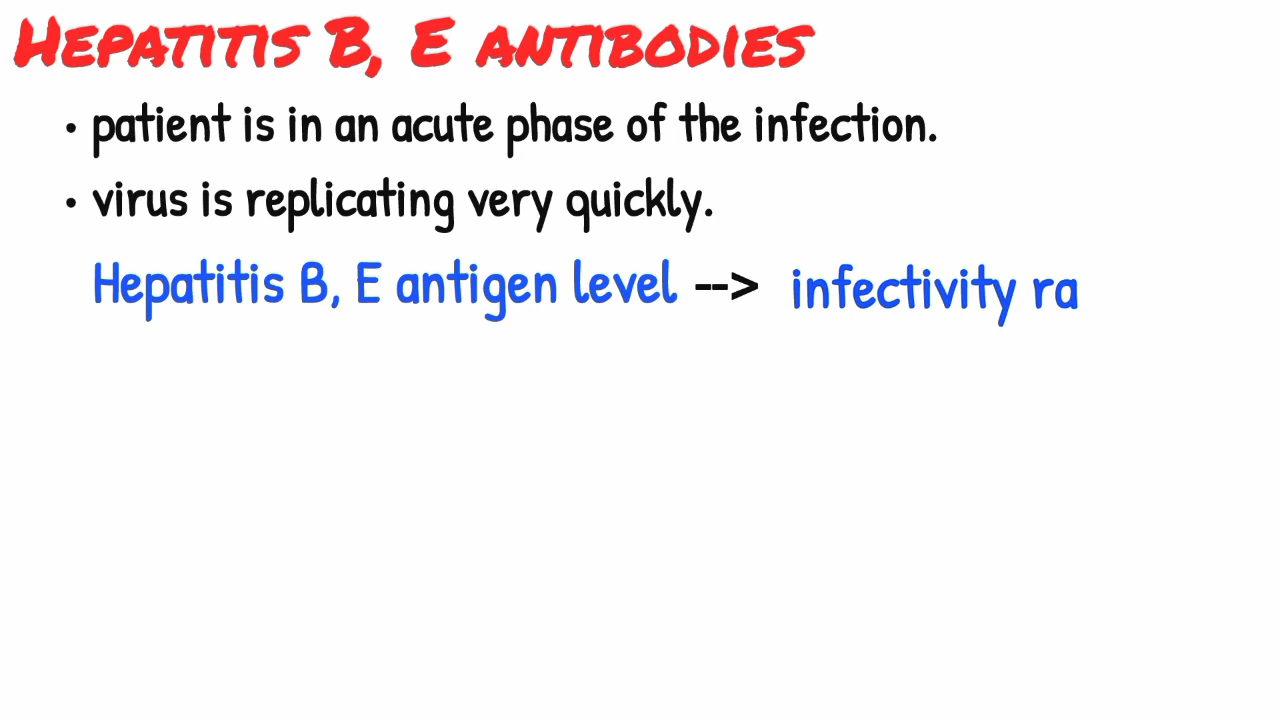 Hepatitis B, E antibodies
• patient is in an acute phase of the infection.
• virus is replicating very quickly.
Hepatitis B, E antigen level --> infectivity ra